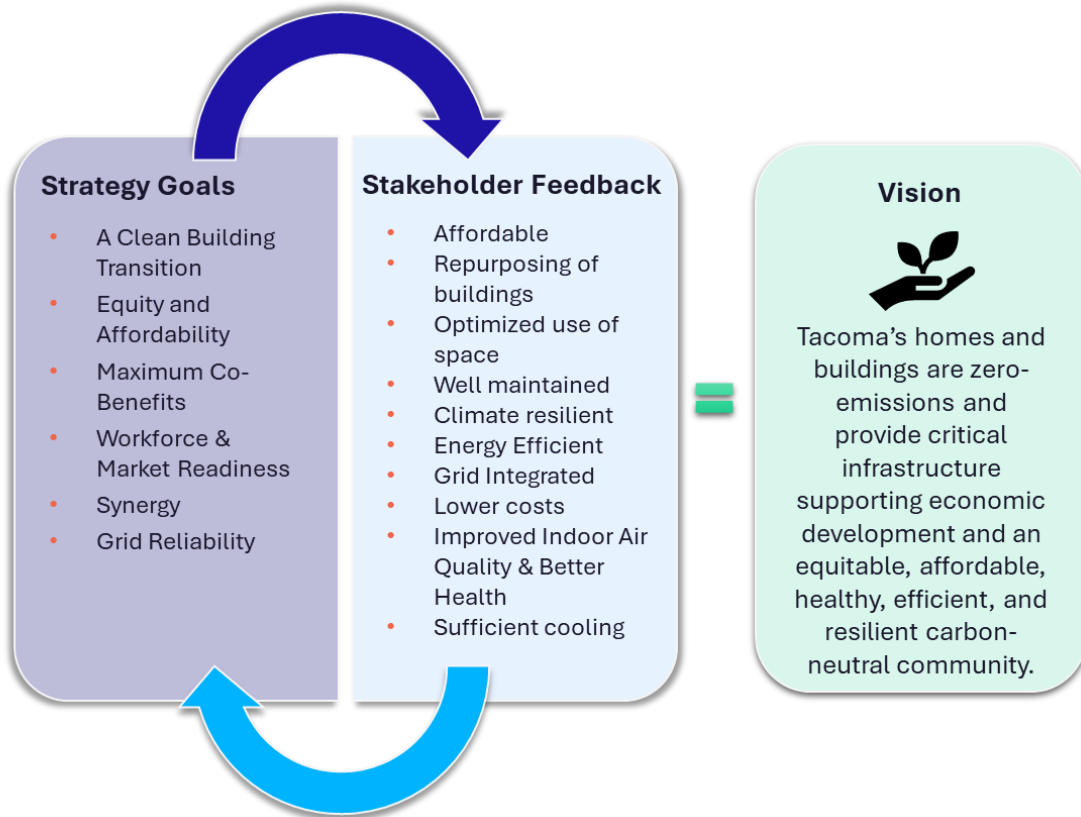 Strategy Goals
• A Clean Building
Transition
• Equity and
Affordability
• Maximum Co-
Benefits
• Workforce &
Market Readiness
• Synergy
• Grid Reliability
Stakeholder Feedback
• Affordable
• Repurposing of
buildings
• Optimized use of
space
• Well maintained
• Climate resilient
• Energy Efficient
• Grid Integrated
• Lower costs
• Improved Indoor Air
Quality & Better
Health
• Sufficient cooling
=
Vision
Tacoma’s homes and
buildings are zero-
emissions and
provide critical
infrastructure
supporting economic
development and an
equitable, affordable,
healthy, efficient, and
resilient carbon-
neutral community.